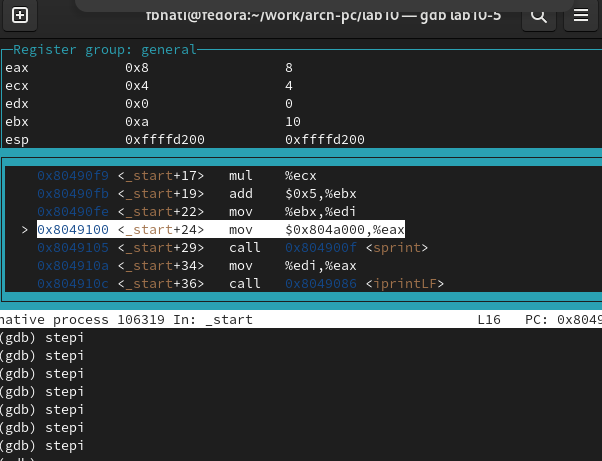 fbnati@fedora:~/work/arch-pc/lab10 — gdb lab10-5
Register group: general
eax 0x8 8
ecx 0x4 4
edx 0x0 0
ebx 0xa 10
esp 0xffffd200 0xffffd200
0x80490f9 <_start+17> mul %ecx
0x80490fb <_start+19> add $0x5,%ebx
0x80490fe <_start+22> mov %ebx,%edi
> 0x8049100 <_start+24> mov $0x804a000,%eax
0x8049105 <_start+29> call 0x804900f <sprint>
0x804910a <_start+34> mov %edi,%eax
0x804910c <_start+36> call 0x8049086 <iprintLF>
native process 106319 In: _start L16 PC: 0x8049
(gdb) stepi
(gdb) stepi
(gdb) stepi
(gdb) stepi
(gdb) stepi
(gdb) stepi
(gdb) stepi